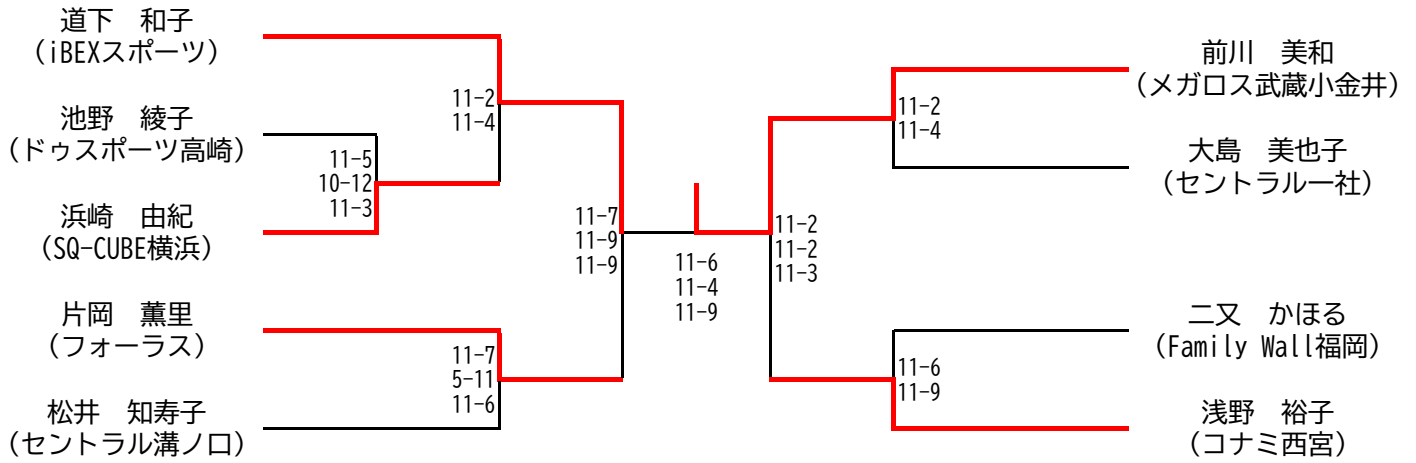 道下　和子
（iBEXスポーツ）
池野　綾子
（ドゥスポーツ高崎）
浜崎　由紀
（SQ-CUBE横浜）
片岡　薫里
（フォーラス）
松井　知寿子
（セントラル溝ノ口）
11-2
11-4
11-5
10-12
11-3
11-7
5-11
11-6
11-7
11-9
11-9
11-6
11-4
11-9
11-2
11-2
11-3
11-2
11-4
11-6
11-9
前川　美和
（メガロス武蔵小金井）
大島　美也子
（セントラル一社）
二又　かほる
（Family Wall福岡）
浅野　裕子
（コナミ西宮）